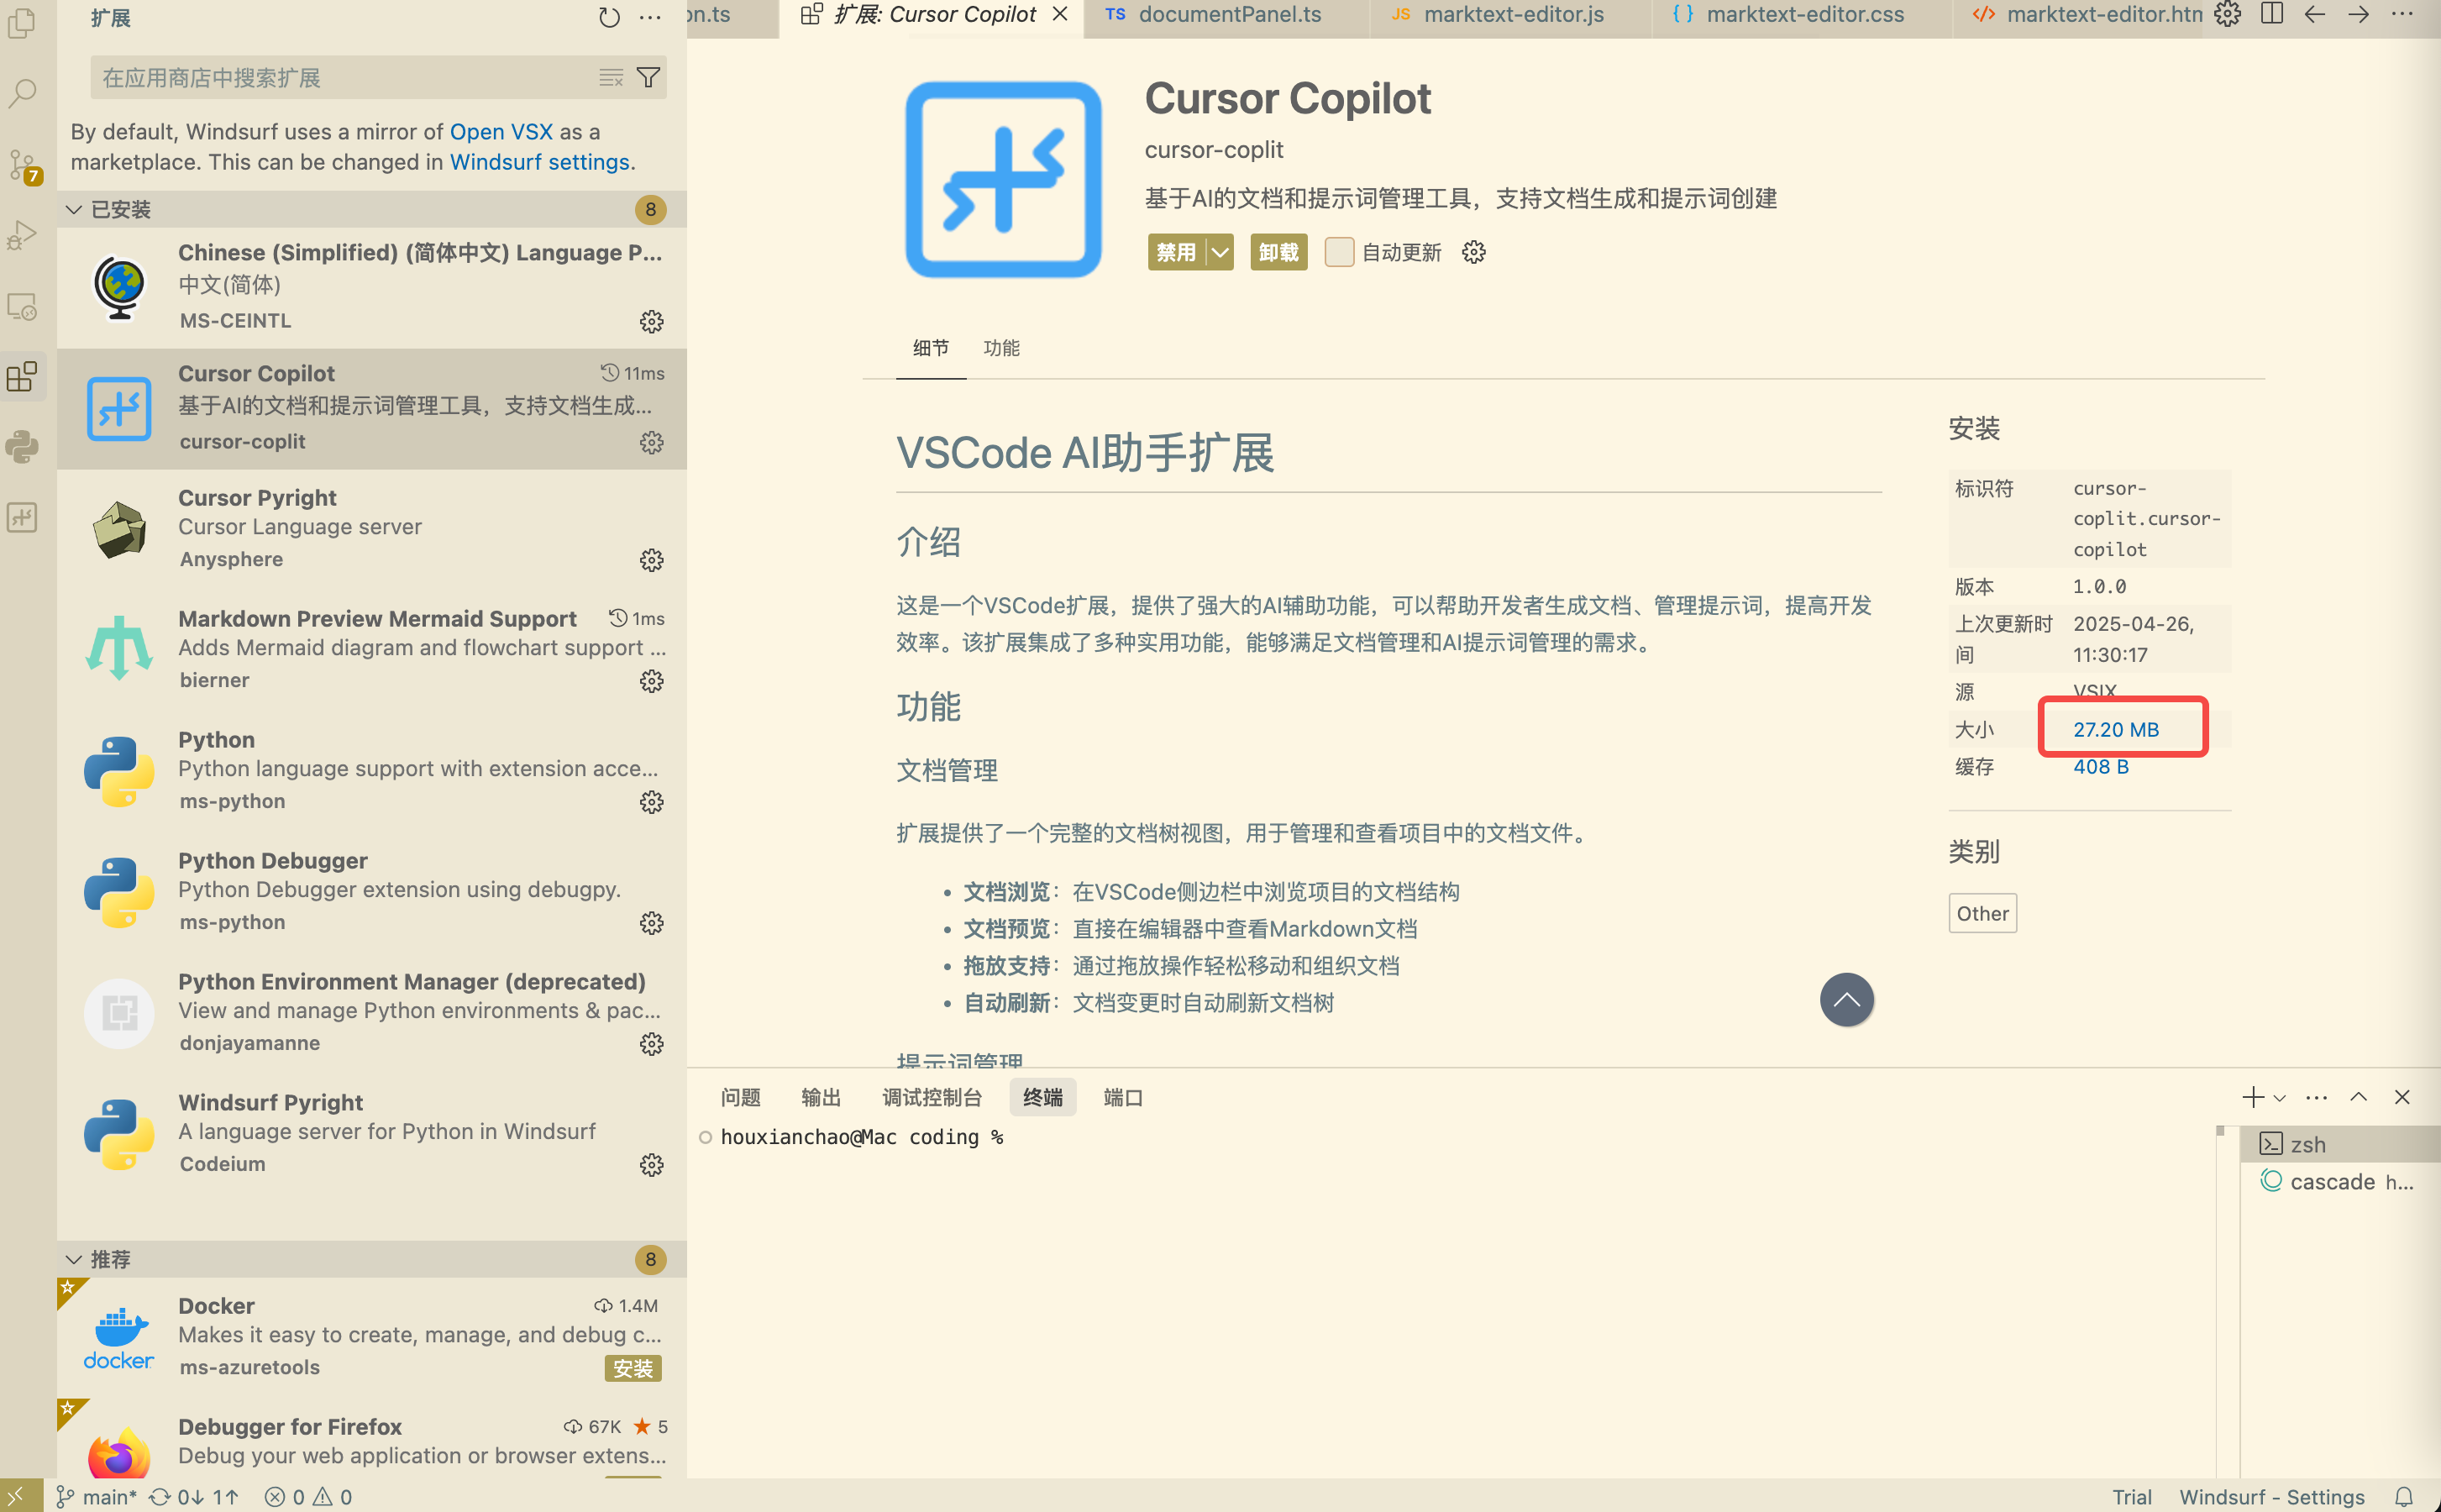 扩展
在应用商店中搜索扩展
By default, Windsurf uses a mirror of Open VSX as a
marketplace. This can be changed in Windsurf settings.
已安装 8
Chinese (Simplified) (简体中文) Language P...
中文(简体)
MS-CEINTL
Cursor Copilot 11ms
基于AI的文档和提示词管理工具，支持文档生成...
cursor-coplit
Cursor Pyright
Cursor Language server
Anysphere
Markdown Preview Mermaid Support 1ms
Adds Mermaid diagram and flowchart support ...
bierner
Python
Python language support with extension acce...
ms-python
Python Debugger
Python Debugger extension using debugpy.
ms-python
Python Environment Manager (deprecated)
View and manage Python environments & pac...
donjayamanne
Windsurf Pyright
A language server for Python in Windsurf
Codeium
推荐 8
Docker 1.4M
Makes it easy to create, manage, and debug c...
ms-azuretools 安装
docker
Debugger for Firefox 67K ★ 5
Debug your web application or browser extens...
7
on.ts 扩展: Cursor Copilot TS documentPanel.ts JS marktext-editor.js { } marktext-editor.css </> marktext-editor.htm
Cursor Copilot
cursor-coplit
基于AI的文档和提示词管理工具，支持文档生成和提示词创建
禁用 卸载 自动更新
细节 功能
VSCode AI助手扩展
介绍
这是一个VSCode扩展，提供了强大的AI辅助功能，可以帮助开发者生成文档、管理提示词，提高开发
效率。该扩展集成了多种实用功能，能够满足文档管理和AI提示词管理的需求。
功能
文档管理
扩展提供了一个完整的文档树视图，用于管理和查看项目中的文档文件。
• 文档浏览：在VSCode侧边栏中浏览项目的文档结构
• 文档预览：直接在编辑器中查看Markdown文档
• 拖放支持：通过拖放操作轻松移动和组织文档
• 自动刷新：文档变更时自动刷新文档树
提示词管理
安装
标识符 cursor-
coplit.cursor-
copilot
版本 1.0.0
上次更新时 2025-04-26,
间 11:30:17
源 VSIX
大小 27.20 MB
缓存 408 B
类别
Other
问题 输出 调试控制台 终端 端口
houxianchao@Mac coding %
zsh
cascade h...
main* 0↓ 1↑ 0 0
Trial Windsurf - Settings